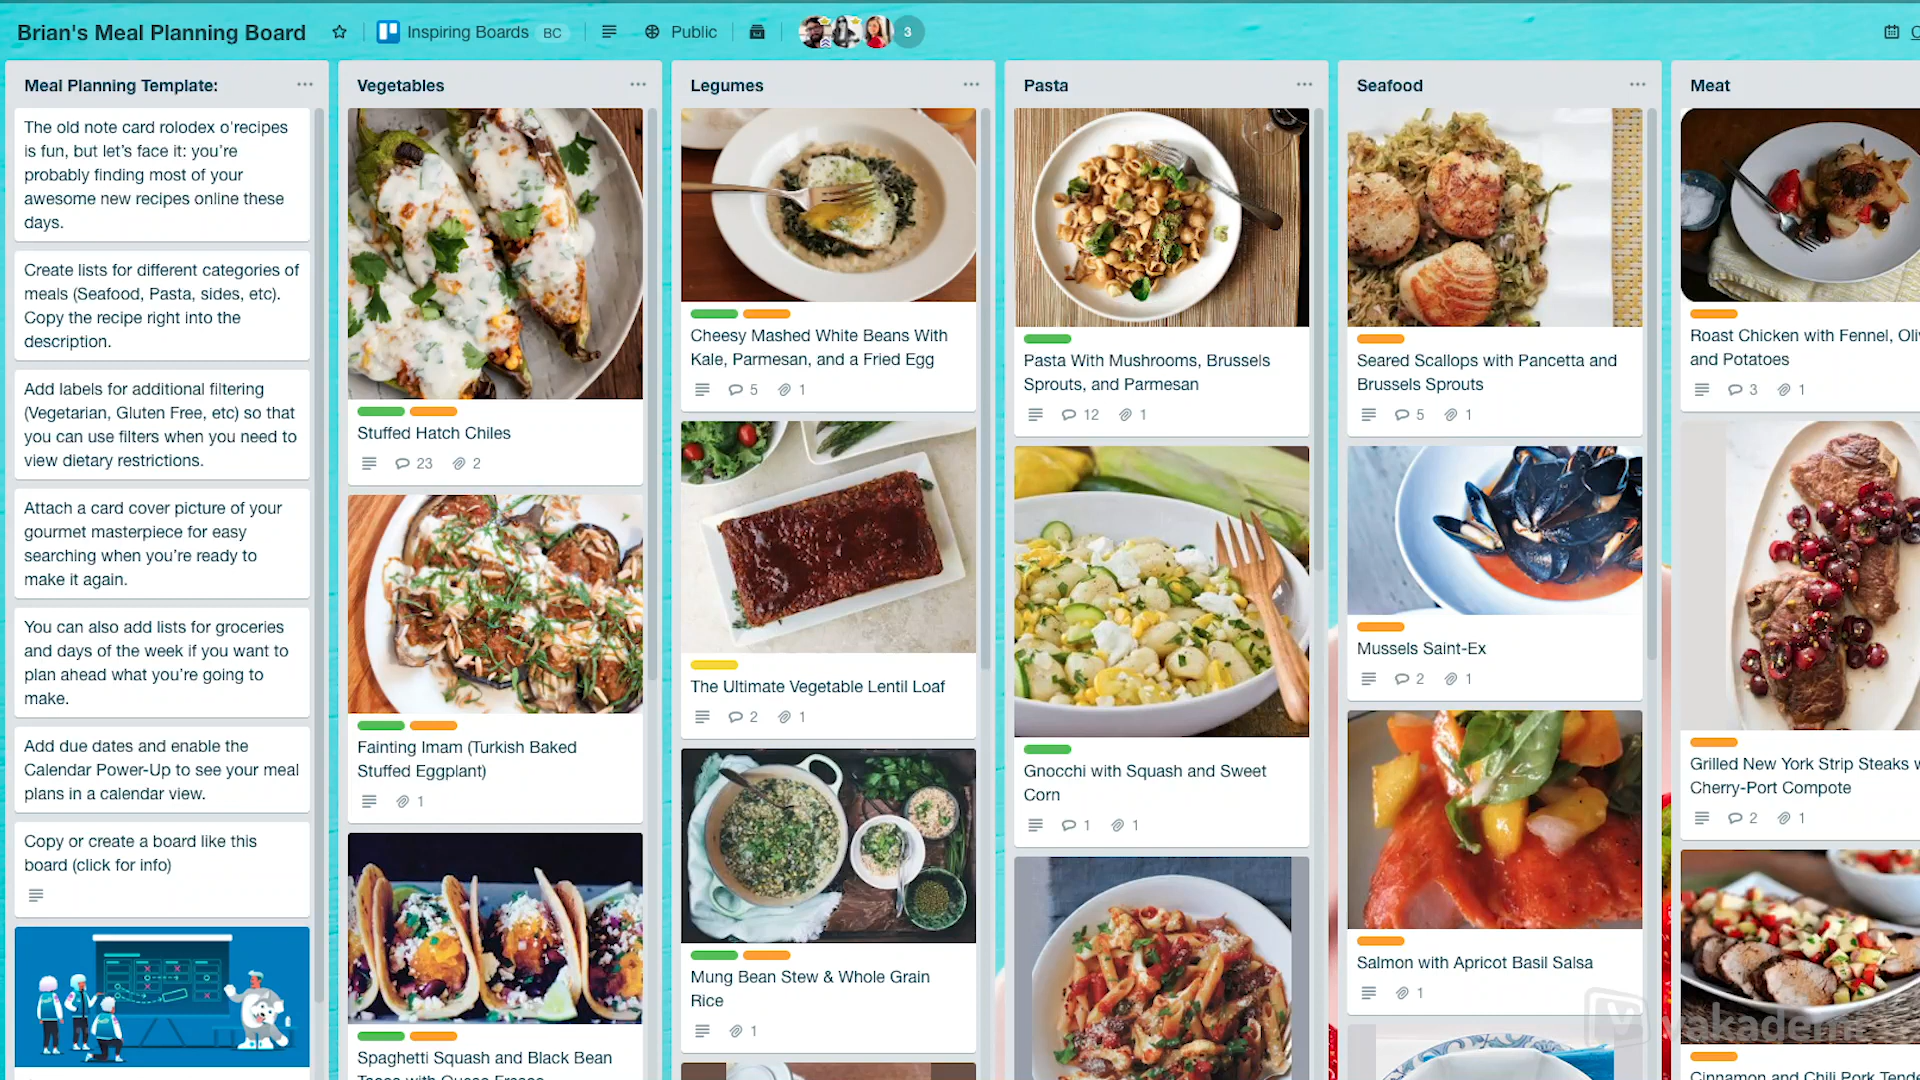 Brian's Meal Planning Board
Inspiring Boards BC
Public
3
Meal Planning Template:
The old note card rolodex o'recipes
is fun, but let's face it: you're
probably finding most of your
awesome new recipes online these
days.
Create lists for different categories of
meals (Seafood, Pasta, sides, etc).
Copy the recipe right into the
description.
Add labels for additional filtering
(Vegetarian, Gluten Free, etc) so that
you can use filters when you need to
view dietary restrictions.
Attach a card cover picture of your
gourmet masterpiece for easy
searching when you're ready to
make it again.
You can also add lists for groceries
and days of the week if you want to
plan ahead what you're going to
make.
Add due dates and enable the
Calendar Power-Up to see your meal
plans in a calendar view.
Copy or create a board like this
board (click for info)
Vegetables
Stuffed Hatch Chiles
23 2
Fainting Imam (Turkish Baked
Stuffed Eggplant)
1
Spaghetti Squash and Black Bean
Legumes
Cheesy Mashed White Beans With
Kale, Parmesan, and a Fried Egg
5 1
The Ultimate Vegetable Lentil Loaf
2 1
Mung Bean Stew & Whole Grain
Rice
1
Pasta
Pasta With Mushrooms, Brussels
Sprouts, and Parmesan
12 1
Gnocchi with Squash and Sweet
Corn
1 1
Seafood
Seared Scallops with Pancetta and
Brussels Sprouts
5 1
Mussels Saint-Ex
2 1
Salmon with Apricot Basil Salsa
1
Meat
Roast Chicken with Fennel,
and Potatoes
3 1
Grilled New York Strip Steaks
Cherry-Port Compote
2 1
Cinnamon and Chili Pork